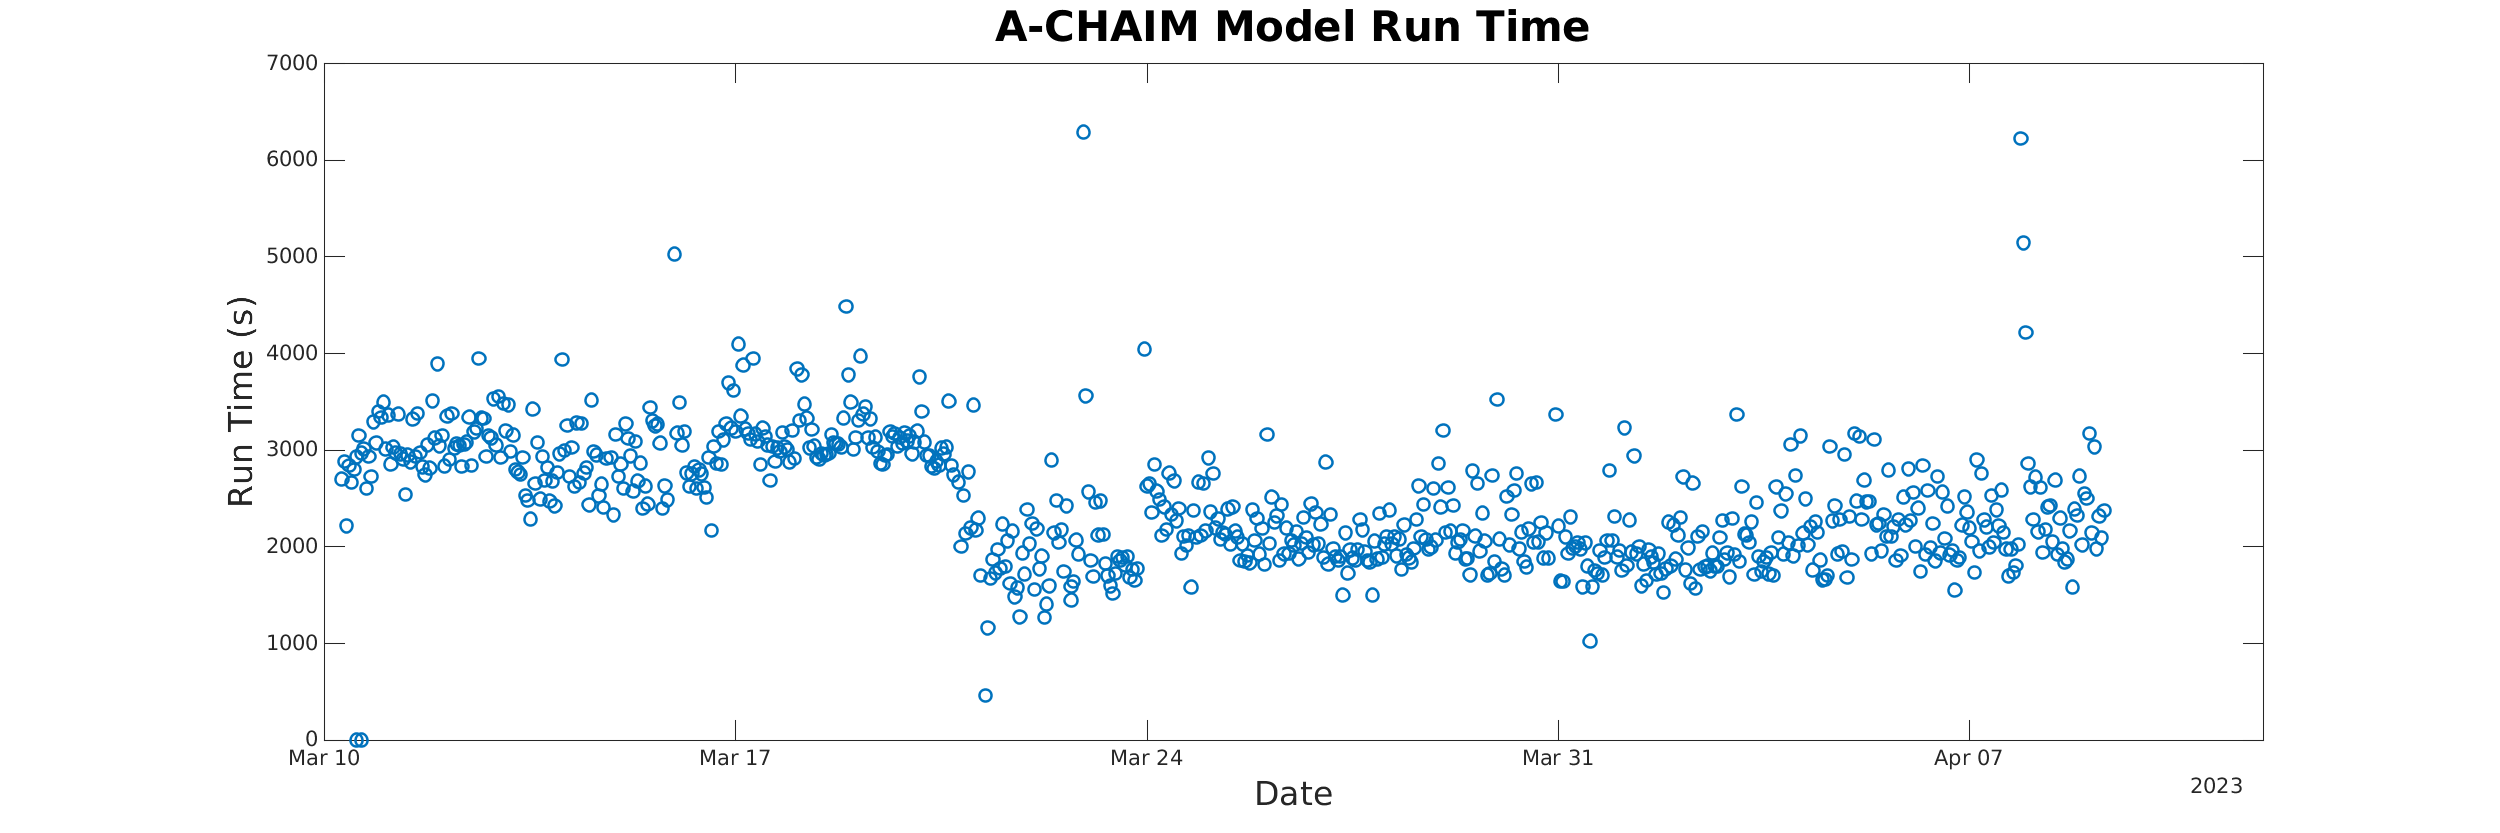 A-CHAIM Model Run Time
7000
6000
5000
4000
3000
2000
1000
0
Run Time (s)
Mar 10 Mar 17 Mar 24 Mar 31 Apr 07
2023
Date